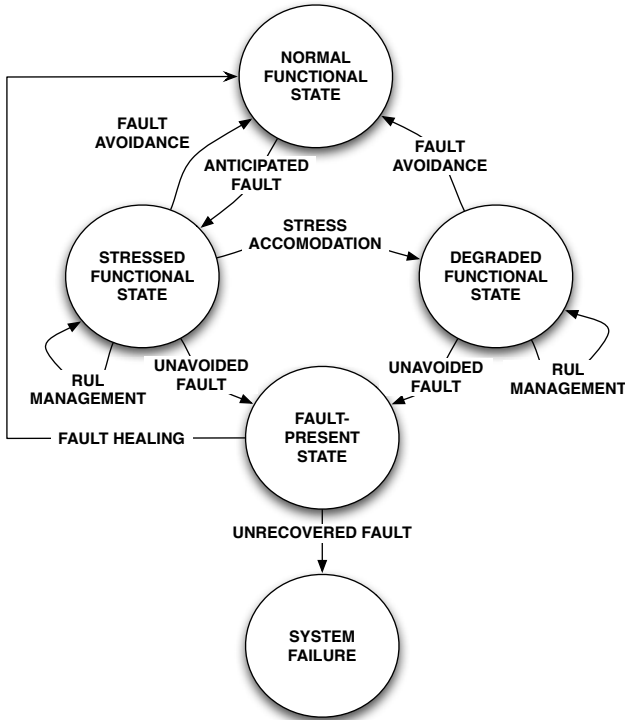 NORMAL
FUNCTIONAL
STATE
FAULT
AVOIDANCE
ANTICIPATED
FAULT
FAULT
AVOIDANCE
STRESS
ACCOMODATION
STRESSED
FUNCTIONAL
STATE
DEGRADED
FUNCTIONAL
STATE
RUL
MANAGEMENT
UNAVOIDED
FAULT
UNAVOIDED
FAULT
RUL
MANAGEMENT
FAULT HEALING
FAULT-
PRESENT
STATE
UNRECOVERED FAULT
SYSTEM
FAILURE